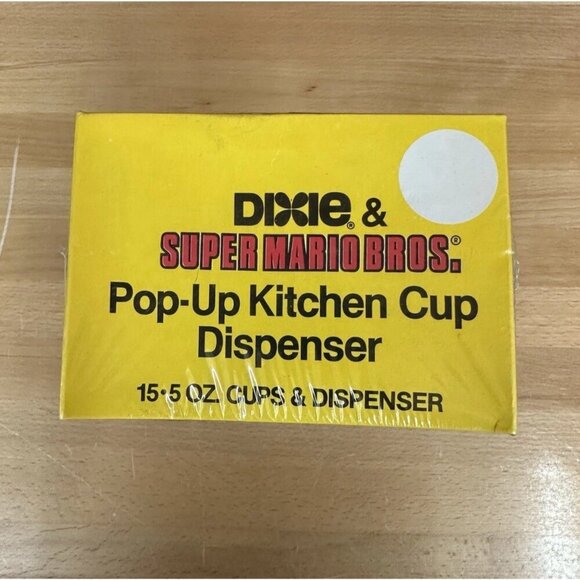 DIXIE® &
SUPER MARIO BROS.®
Pop-Up Kitchen Cup
Dispenser
15•5 OZ. CUPS & DISPENSER